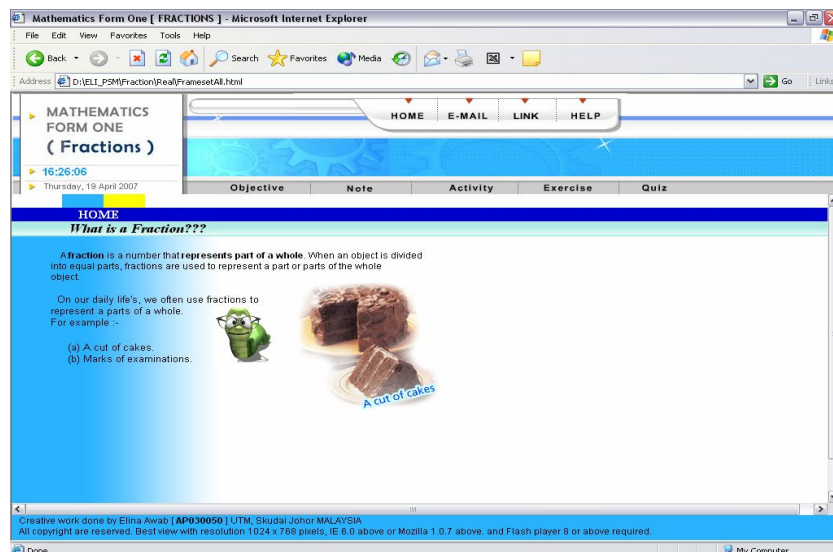 Mathematics Form One [ FRACTIONS ] - Microsoft Internet Explorer
File Edit View Favorites Tools Help
Back Search Favorites Media
Address D:\ELI_PSM\Fraction\Real\FramesetAll.html Go Links
MATHEMATICS
FORM ONE
( Fractions )
HOME E-MAIL LINK HELP
16:26:06
Thursday, 19 April 2007
Objective Note Activity Exercise Quiz
HOME
What is a Fraction???
A fraction is a number that represents part of a whole. When an object is divided
into equal parts, fractions are used to represent a part or parts of the whole
object.
On our daily life's, we often use fractions to
represent a parts of a whole.
For example :-
(a) A cut of cakes.
(b) Marks of examinations.
A cut of cakes
Creative work done by Elina Awab [ AP030050 ] UTM, Skudai Johor MALAYSIA
All copyright are reserved. Best view with resolution 1024 x 768 pixels, IE 6.0 above or Mozilla 1.0.7 above. and Flash player 8 or above required.
Done My Computer